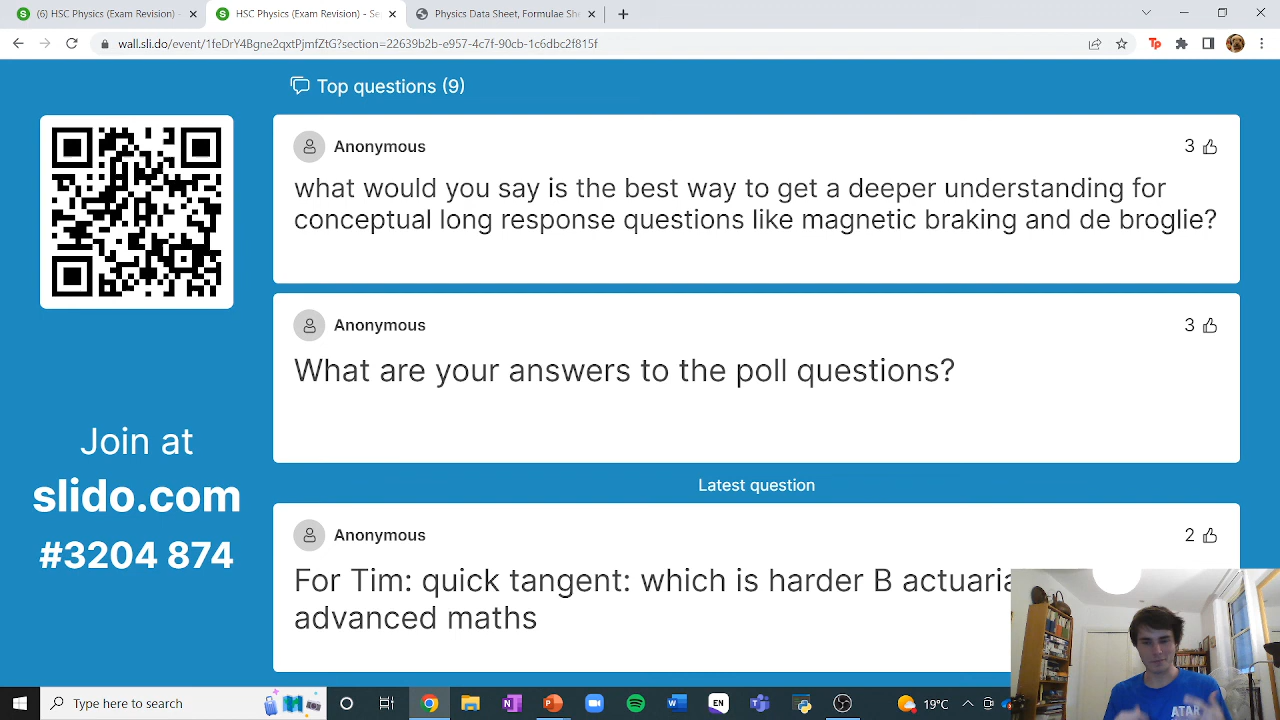 (6) HSC Physics (Exam Revision) -
HSC Physics (Exam Revision) - Se
Physics Data Sheet, Formulae She
wall.sli.do/event/1feDrY4Bgne2qxtPjmfZtG?section=22639b2b-e967-4c7f-90cb-1c6dbc2f815f
Top questions (9)
Anonymous
3
what would you say is the best way to get a deeper understanding for
conceptual long response questions like magnetic braking and de broglie?
Anonymous
3
What are your answers to the poll questions?
Join at
slido.com
#3204 874
Latest question
Anonymous
2
For Tim: quick tangent: which is harder B actuaria
advanced maths
ATAR
Type here to search
EN
19°C